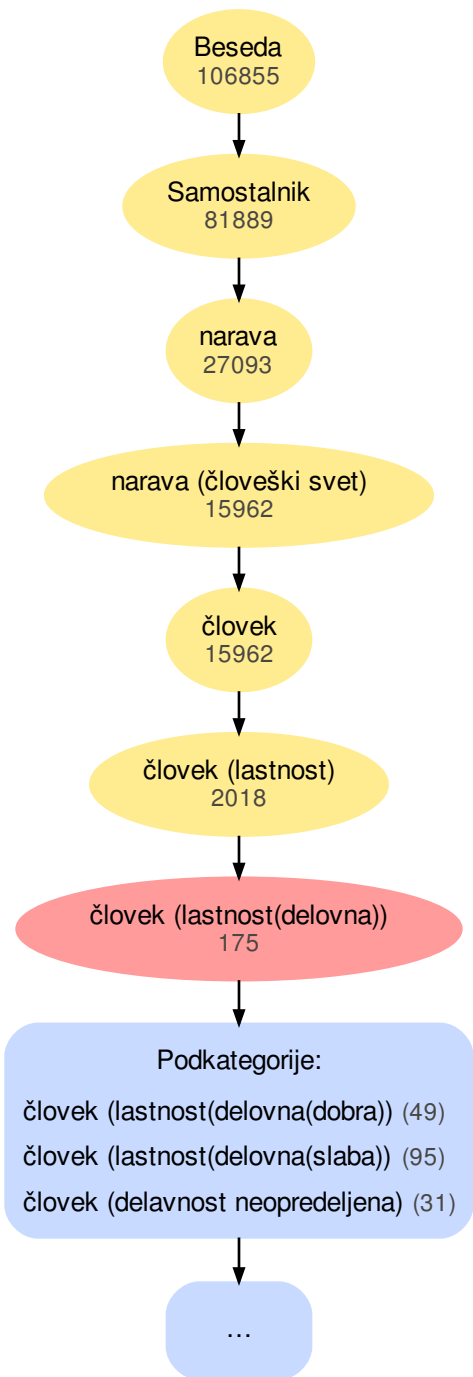 Beseda
106855
Samostalnik
81889
narava
27093
narava (človeški svet)
15962
človek
15962
človek (lastnost)
2018
človek (lastnost(delovna))
175
Podkategorije:
človek (lastnost(delovna(dobra)) (49)
človek (lastnost(delovna(slaba)) (95)
človek (delavnost neopredeljena) (31)
...